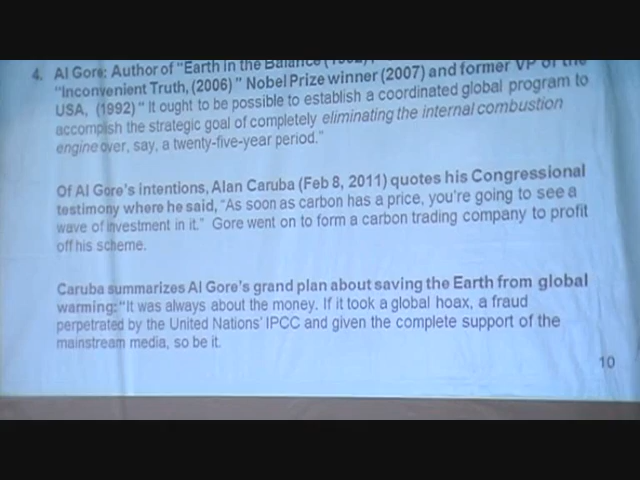 4. Al Gore: Author of "Earth in the Balance (1992),
"Inconvenient Truth, (2006) " Nobel Prize winner (2007) and former VP of the
USA, (1992) " It ought to be possible to establish a coordinated global program to
accomplish the strategic goal of completely eliminating the internal combustion
engine over, say, a twenty-five-year period."
Of Al Gore's intentions, Alan Caruba (Feb 8, 2011) quotes his Congressional
testimony where he said, "As soon as carbon has a price, you're going to see a
wave of investment in it." Gore went on to form a carbon trading company to profit
off his scheme.
Caruba summarizes Al Gore's grand plan about saving the Earth from global
warming: "It was always about the money. If it took a global hoax, a fraud
perpetrated by the United Nations' IPCC and given the complete support of the
mainstream media, so be it.
10